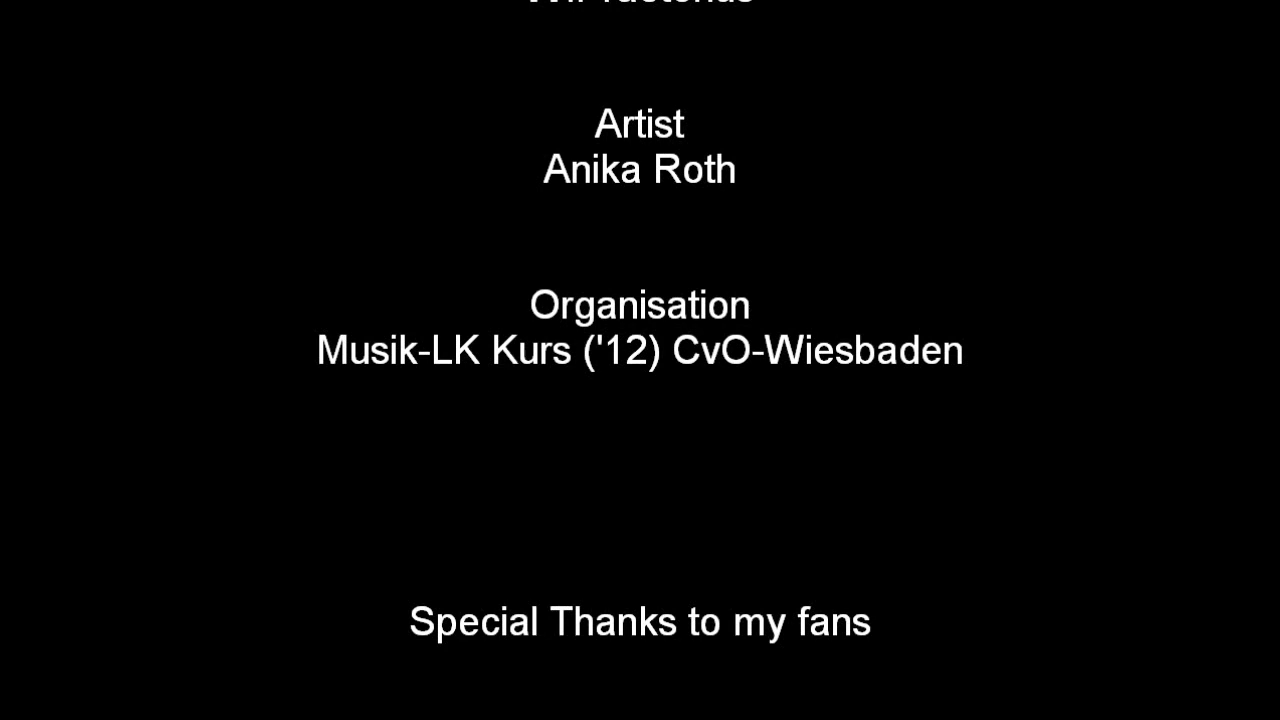 Artist
Anika Roth
Organisation
Musik-LK Kurs ('12) CvO-Wiesbaden
Special Thanks to my fans